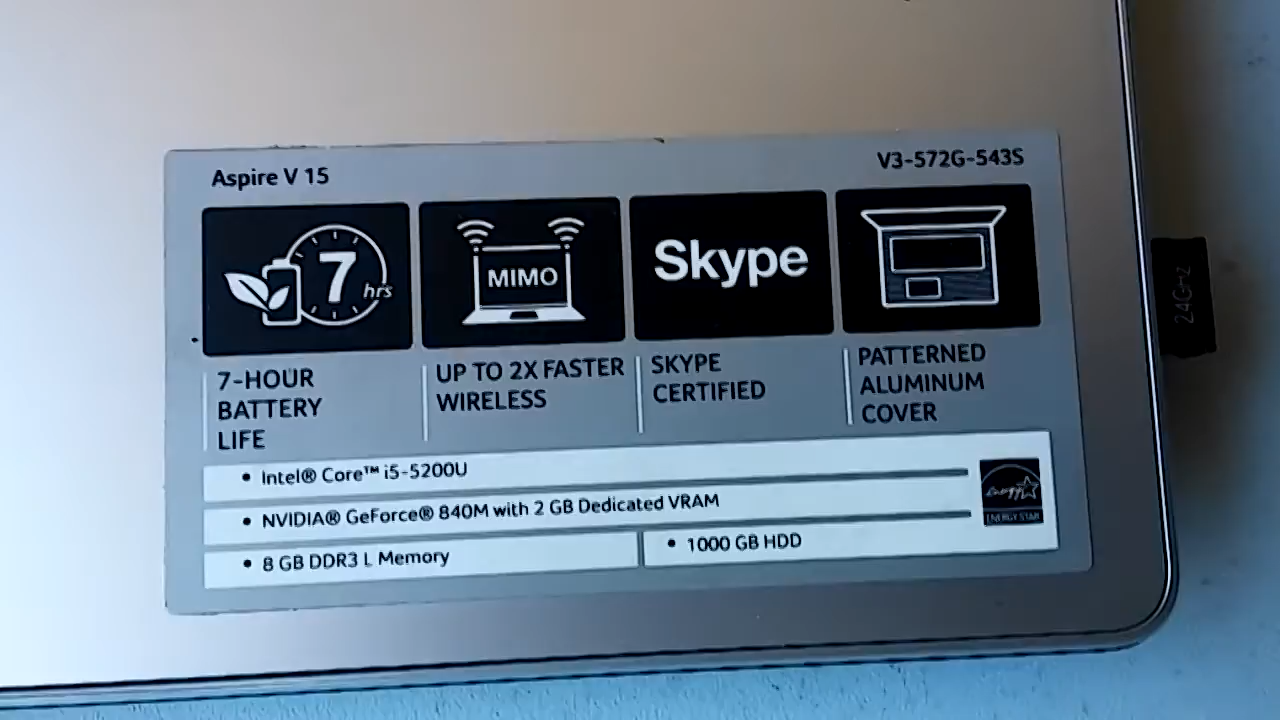 Aspire V 15
V3-572G-543S
7 hrs
MIMO
Skype
7-HOUR
BATTERY
LIFE
UP TO 2X FASTER
WIRELESS
SKYPE
CERTIFIED
PATTERNED
ALUMINUM
COVER
• Intel® Core™ i5-5200U
• NVIDIA® GeForce® 840M with 2 GB Dedicated VRAM
• 8 GB DDR3 L Memory
• 1000 GB HDD
energy
ENERGY STAR
24GHz